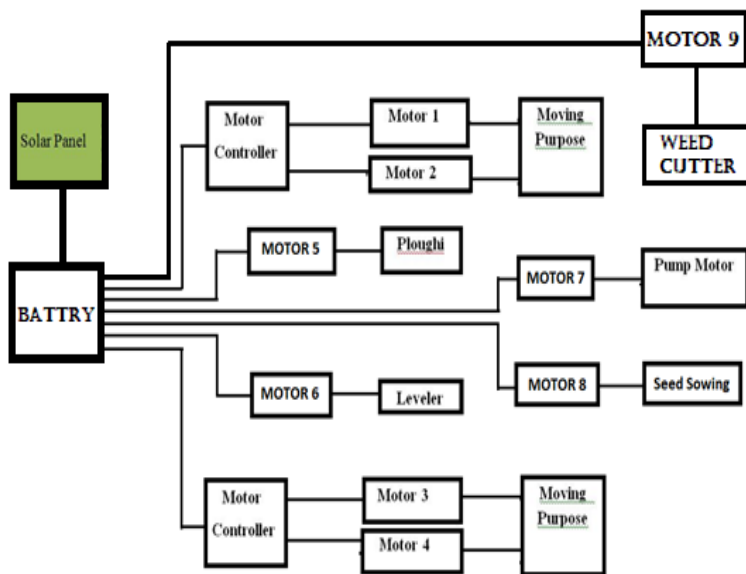 MOTOR 9
WEED
CUTTER
Solar Panel
Motor
Controller
Motor 1
Motor 2
Moving
Purpose
MOTOR 5
Ploughi
MOTOR 7
Pump Motor
BATTRY
MOTOR 6
Leveler
MOTOR 8
Seed Sowing
Motor
Controller
Motor 3
Motor 4
Moving
Purpose